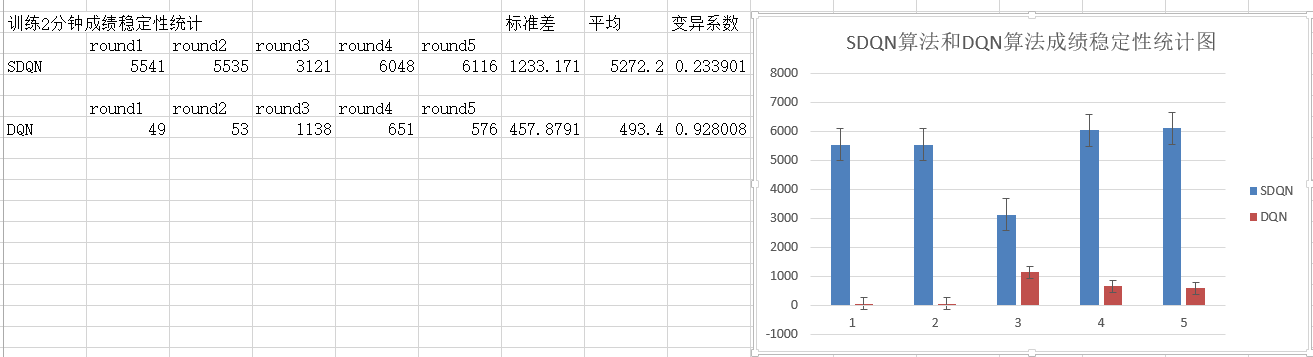 训练2分钟成绩稳定性统计 标准差 平均 变异系数
round1 round2 round3 round4 round5
SDQN 5541 5535 3121 6048 6116 1233.171 5272.2 0.233901
round1 round2 round3 round4 round5
DQN 49 53 1138 651 576 457.8791 493.4 0.928008
SDQN算法和DQN算法成绩稳定性统计图
8000
7000
6000
5000
4000
3000
2000
1000
0
-1000
1 2 3 4 5
SDQN
DQN